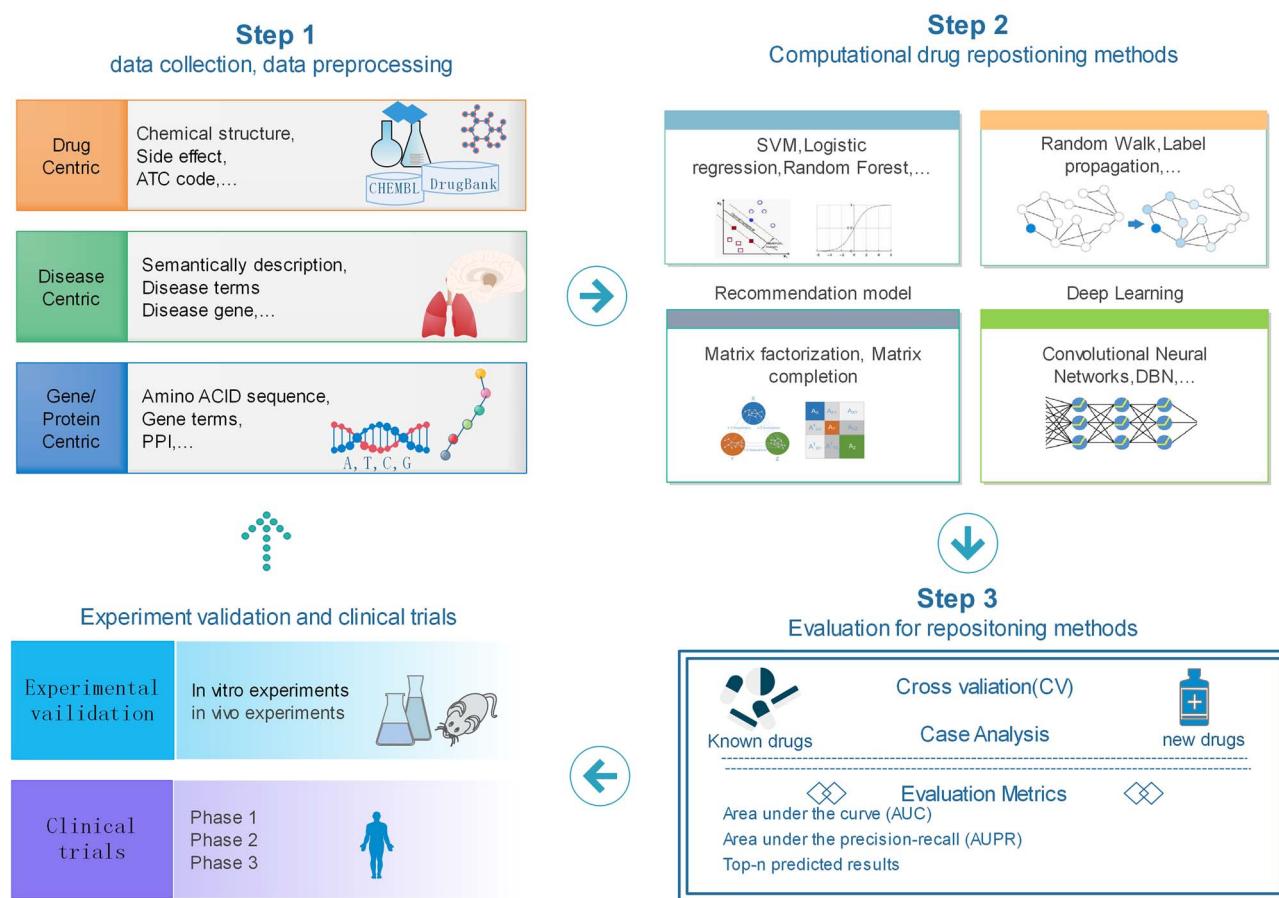 Step 1
data collection, data preprocessing
Drug
Centric
Chemical structure,
Side effect,
ATC code,...
CHEMBL
DrugBank
Disease
Centric
Semantically description,
Disease terms
Disease gene,...
Gene/
Protein
Centric
Amino ACID sequence,
Gene terms,
PPI,...
A, T, C, G
Step 2
Computational drug repostioning methods
SVM,Logistic
regression,Random Forest,...
Random Walk,Label
propagation,...
Recommendation model
Matrix factorization, Matrix
completion
Deep Learning
Convolutional Neural
Networks,DBN,...
Step 3
Evaluation for repositoning methods
Known drugs
Cross valiation(CV)
Case Analysis
new drugs
Evaluation Metrics
Area under the curve (AUC)
Area under the precision-recall (AUPR)
Top-n predicted results
Experiment validation and clinical trials
Experimental
vailidation
In vitro experiments
in vivo experiments
Clinical
trials
Phase 1
Phase 2
Phase 3